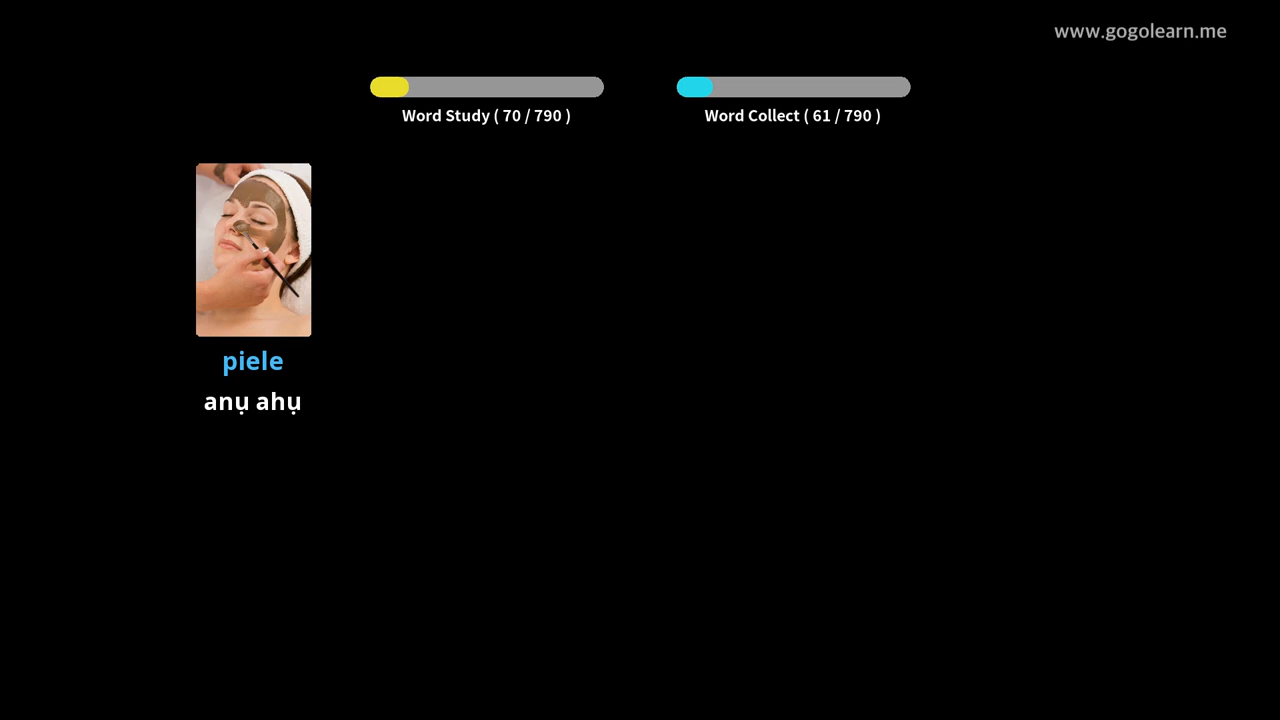 www.gogolearn.me
Word Study ( 70 / 790 )
Word Collect ( 61 / 790 )
piele
anụ ahụ